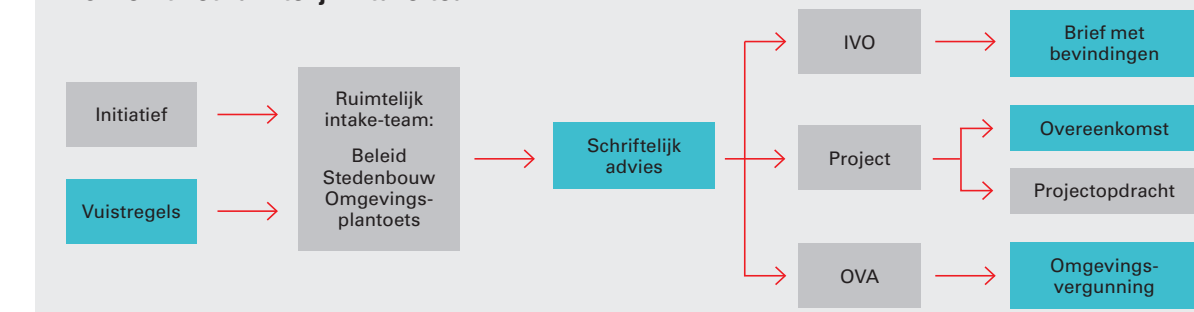 Initiatief
Vuistregels
Ruimtelijk
intake-team:
Beleid
Stedenbouw
Omgevings-
plantoets
Schriftelijk
advies
IVO
Brief met
bevindingen
Project
Overeenkomst
Projectopdracht
OVA
Omgevings-
vergunning